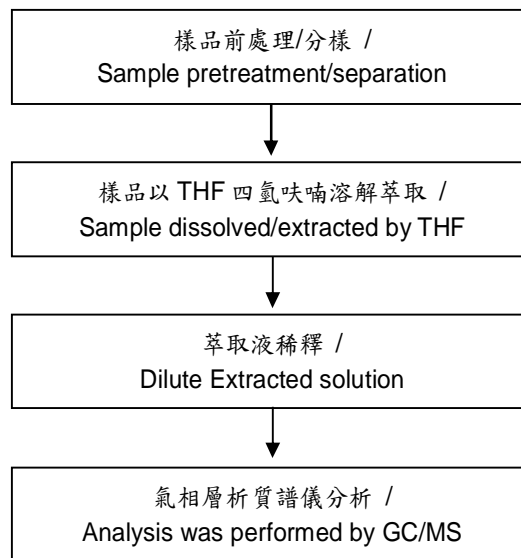 樣品前處理/分樣 /
Sample pretreatment/separation
樣品以 THF 四氫呋喃溶解萃取 /
Sample dissolved/extracted by THF
萃取液稀釋 /
Dilute Extracted solution
氣相層析質譜儀分析 /
Analysis was performed by GC/MS